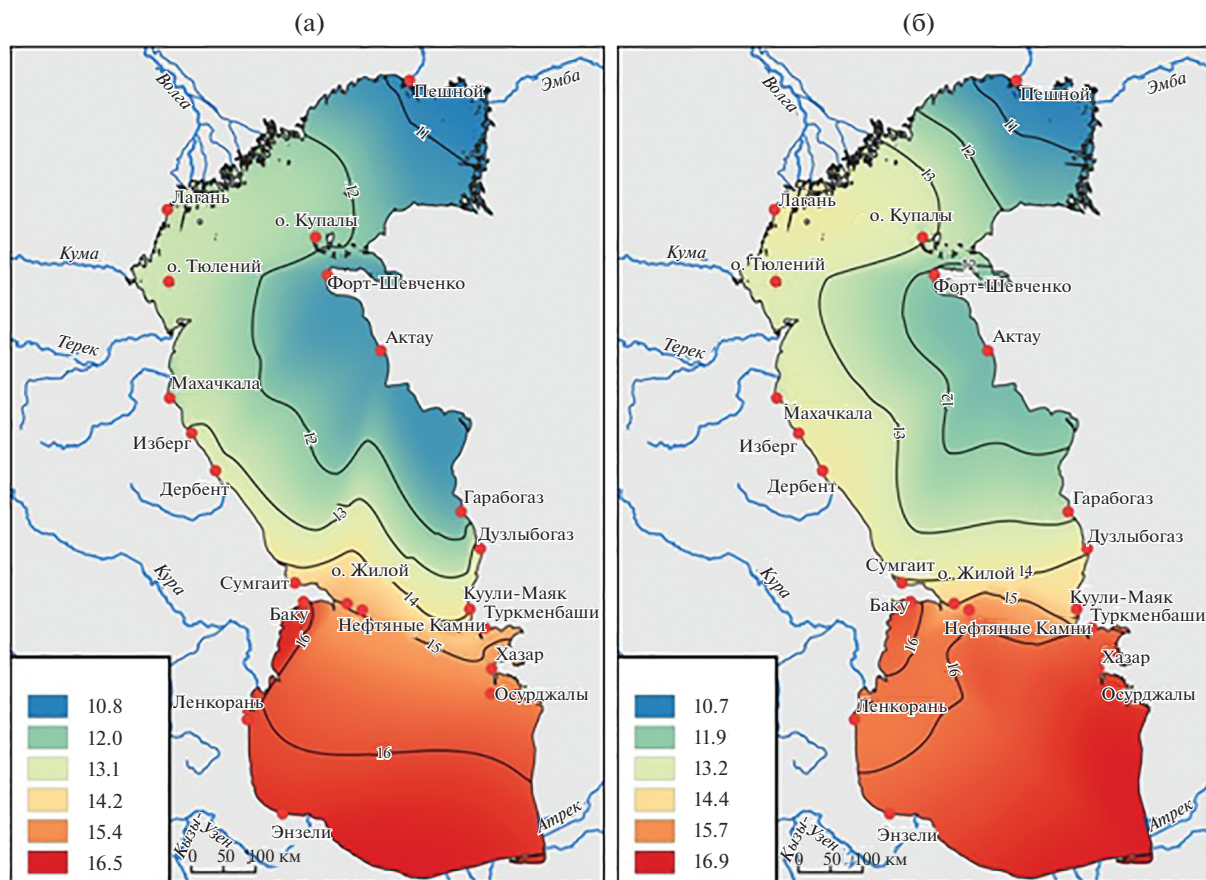 (а)
Волга
Эмба
Пешной
11
12
Лагань
о. Купалы
Кума
о. Тюлений
Форт-Шевченко
Терек
Актау
Махачкала
Изберг
12
Дербент
Гарабогаз
13
Дузлыбогаз
Кура
Сумгаит
о. Жилой
14
Куули-Маяк
Баку
Туркменбаши
Нефтяные Камни
16
15
Хазар
Осурджалы
Ленкорань
16
10.8
12.0
13.1
14.2
15.4
16.5
Энзели
Атрек
Кызы-
Узен
0 50 100 км
(б)
Волга
Эмба
Пешной
11
12
13
Лагань
о. Купалы
Кума
о. Тюлений
Форт-Шевченко
Терек
Актау
Махачкала
12
Изберг
13
Дербент
Гарабогаз
Дузлыбогаз
Кура
Сумгаит
о. Жилой
14
15
Куули-Маяк
Баку
Туркменбаши
Нефтяные Камни
16
16
Хазар
Осурджалы
Ленкорань
10.7
11.9
13.2
14.4
15.7
16.9
Энзели
Атрек
Кызы-
Узен
0 50 100 км